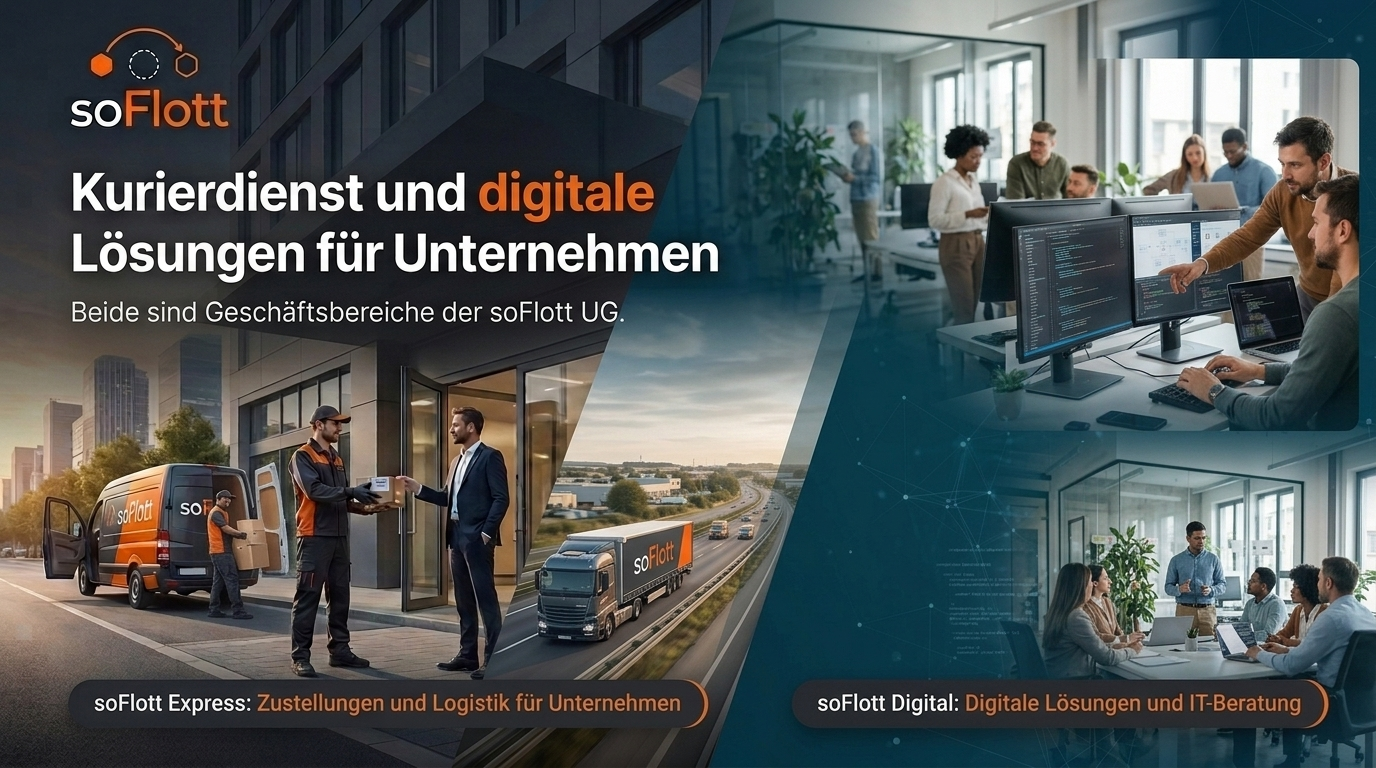 soFlott
Kurierdienst und digitale
Lösungen für Unternehmen
Beide sind Geschäftsbereiche der soFlott UG.
soFlott
soF
soFlott
soFlott Express: Zustellungen und Logistik für Unternehmen
soFlott Digital: Digitale Lösungen und IT-Beratung